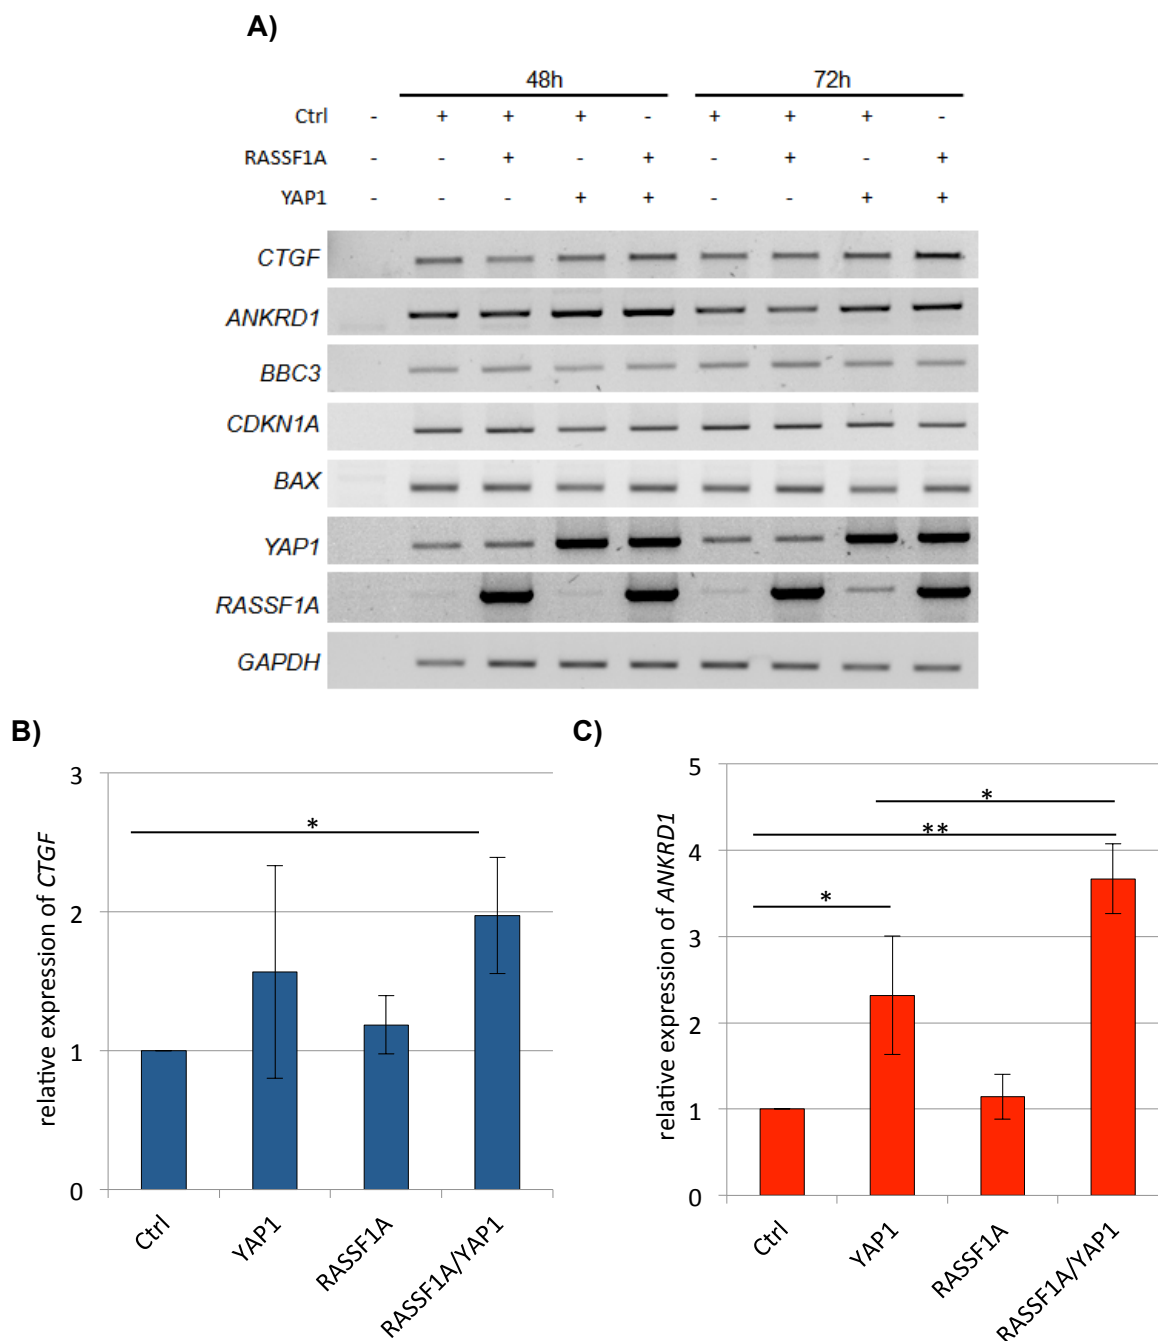 A)
48h 72h
Ctrl - + + + - + + + -
RASSF1A - - + - + - + - +
YAP1 - - - + + - - + +
CTGF
ANKRD1
BBC3
CDKN1A
BAX
YAP1
RASSF1A
GAPDH
B)
relative expression of CTGF
3
2
1
0
*
Ctrl
YAP1
RASSF1A
RASSF1A/YAP1
C)
relative expression of ANKRD1
5
4
3
2
1
0
*
**
*
Ctrl
YAP1
RASSF1A
RASSF1A/YAP1